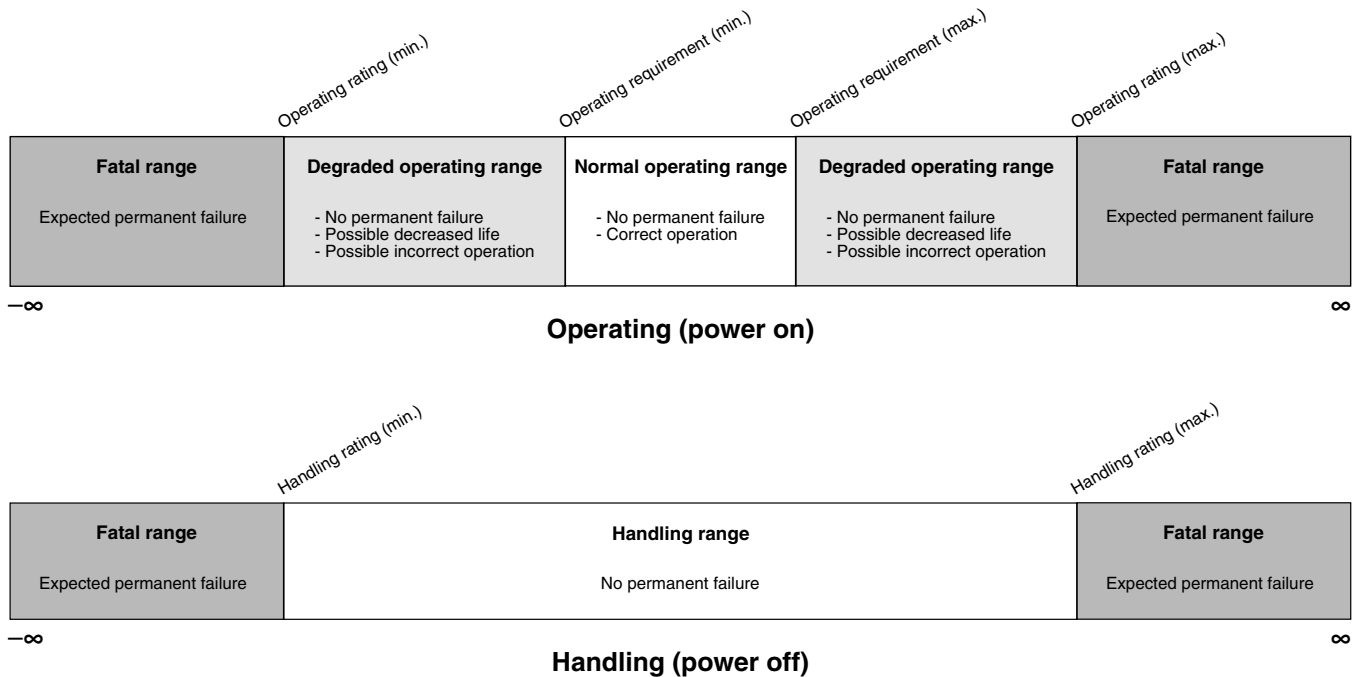 Operating rating (min.)
Operating requirement (min.)
Operating requirement (max.)
Operating rating (max.)
Fatal range
Expected permanent failure
Degraded operating range
- No permanent failure
- Possible decreased life
- Possible incorrect operation
Normal operating range
- No permanent failure
- Correct operation
Degraded operating range
- No permanent failure
- Possible decreased life
- Possible incorrect operation
Fatal range
Expected permanent failure
–∞
∞
Operating (power on)
Handling rating (min.)
Handling rating (max.)
Fatal range
Expected permanent failure
Handling range
No permanent failure
Fatal range
Expected permanent failure
–∞
∞
Handling (power off)